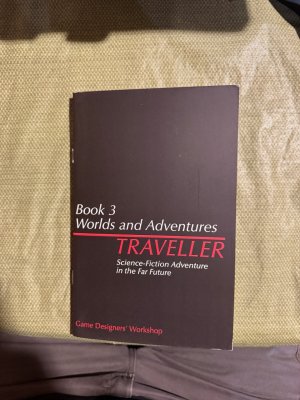 Book 3
Worlds and Adventures
TRAVELLER
Science-Fiction Adventure
in the Far Future
Game Designers' Workshop